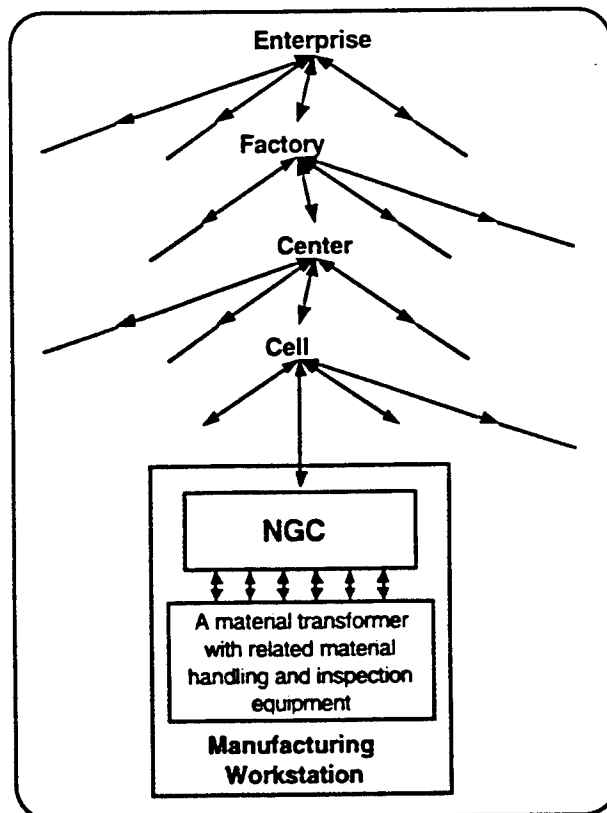 Enterprise
Factory
Center
Cell
NGC
A material transformer
with related material
handling and inspection
equipment
Manufacturing
Workstation